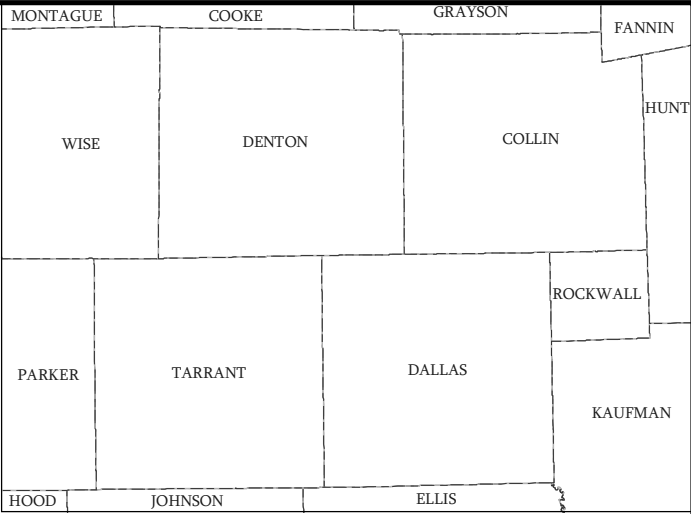 MONTAGUE
COOKE
GRAYSON
FANNIN
HUNT
WISE
DENTON
COLLIN
ROCKWALL
PARKER
TARRANT
DALLAS
KAUFMAN
HOOD
JOHNSON
ELLIS